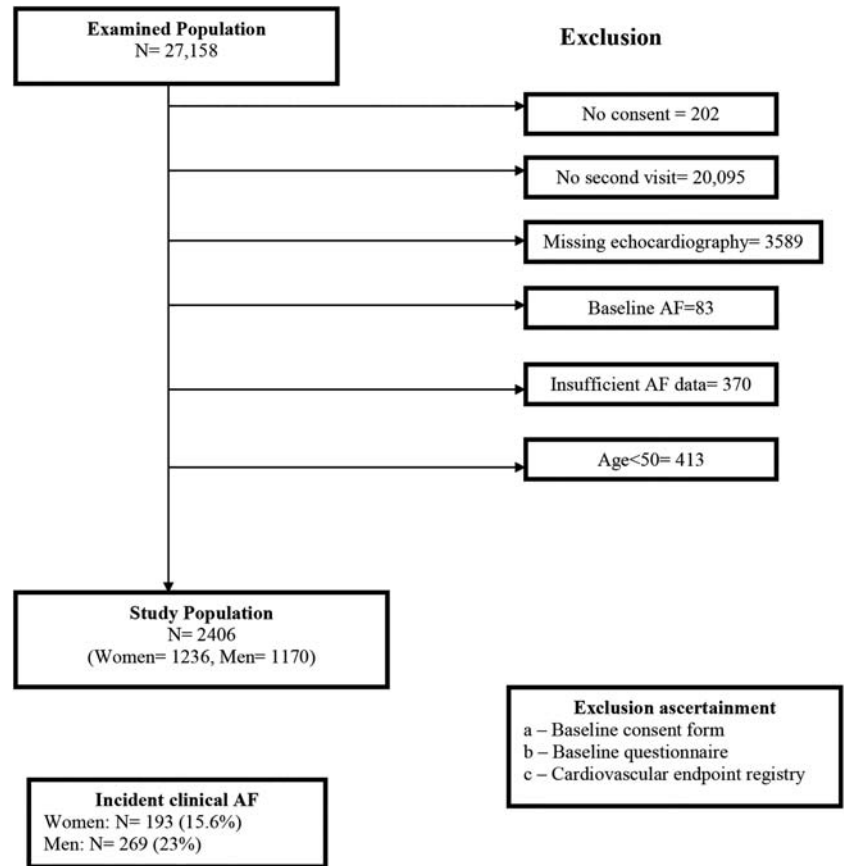 Examined Population
N= 27,158
Exclusion
No consent = 202
No second visit= 20,095
Missing echocardiography= 3589
Baseline AF=83
Insufficient AF data= 370
Age<50= 413
Study Population
N= 2406
(Women= 1236, Men= 1170)
Exclusion ascertainment
a – Baseline consent form
b – Baseline questionnaire
c – Cardiovascular endpoint registry
Incident clinical AF
Women: N= 193 (15.6%)
Men: N= 269 (23%)